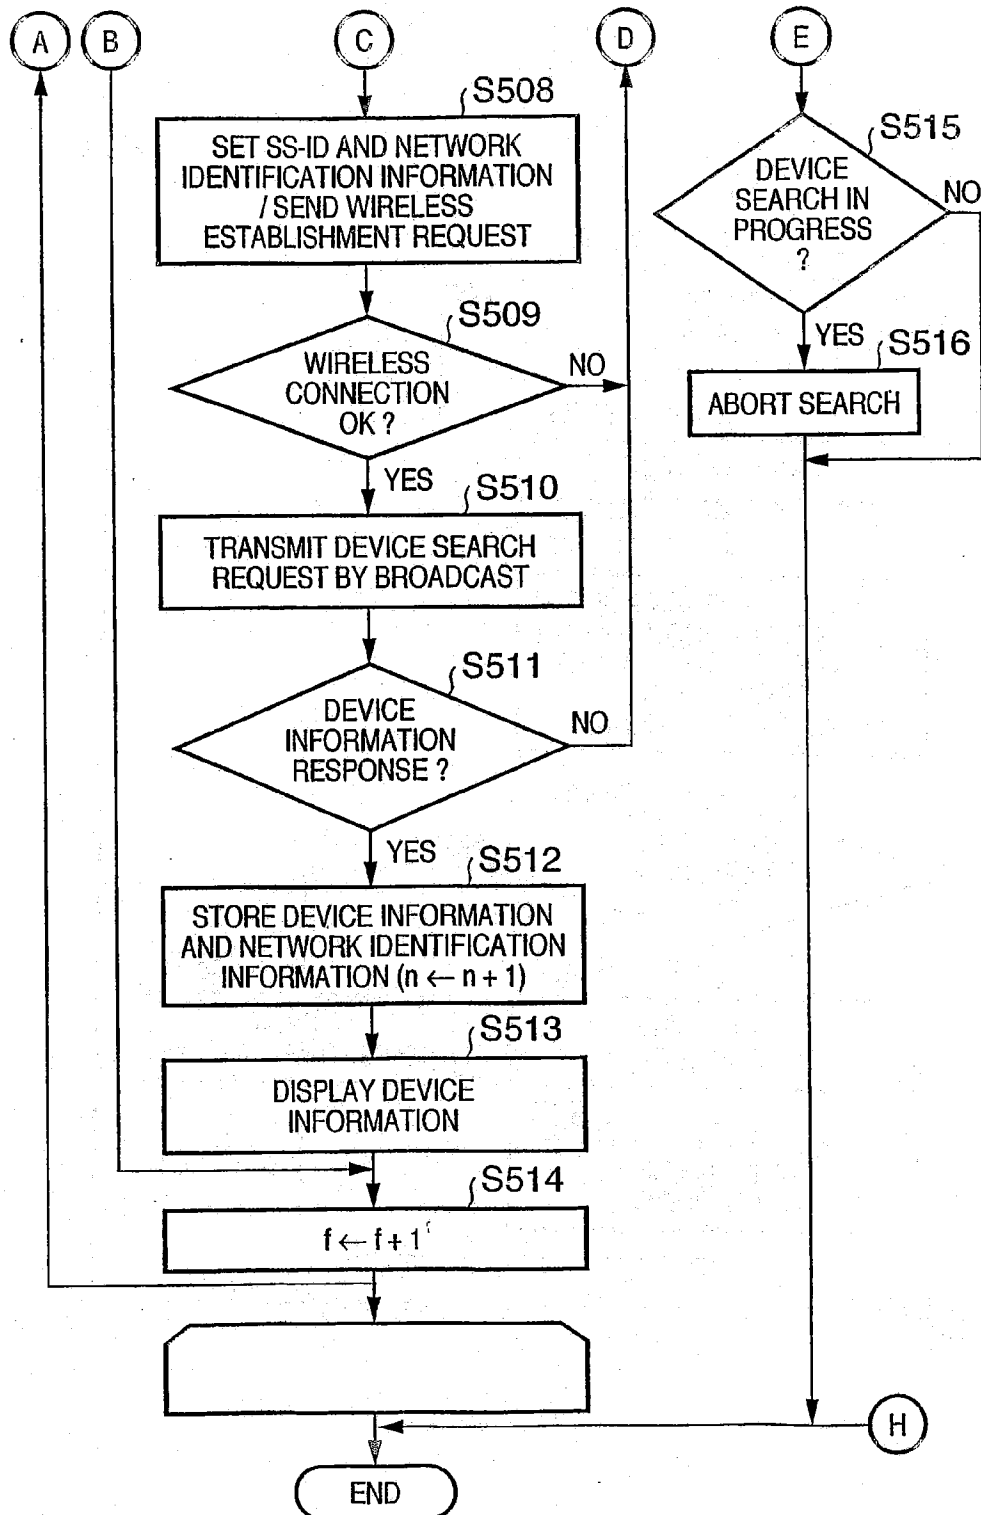 A
B
C
D
E
S508
SET SS-ID AND NETWORK
IDENTIFICATION INFORMATION
/ SEND WIRELESS
ESTABLISHMENT REQUEST
S509
WIRELESS
CONNECTION
OK ?
NO
YES
S510
TRANSMIT DEVICE SEARCH
REQUEST BY BROADCAST
S511
DEVICE
INFORMATION
RESPONSE ?
NO
YES
S512
STORE DEVICE INFORMATION
AND NETWORK IDENTIFICATION
INFORMATION (n ← n + 1)
S513
DISPLAY DEVICE
INFORMATION
S514
f ← f + 1
S515
DEVICE
SEARCH IN
PROGRESS
?
NO
YES
S516
ABORT SEARCH
H
END